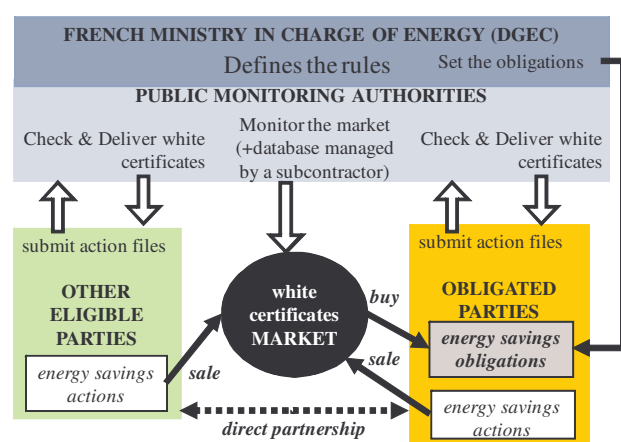 FRENCH MINISTRY IN CHARGE OF ENERGY (DGEC)
Defines the rules
Set the obligations
PUBLIC MONITORING AUTHORITIES
Check & Deliver white
certificates
Monitor the market
(+database managed
by a subcontractor)
Check & Deliver white
certificates
submit action files
submit action files
OTHER
ELIGIBLE
PARTIES
energy savings
actions
sale
white
certificates
MARKET
buy
sale
OBLIGATED
PARTIES
energy savings
obligations
energy savings
actions
direct partnership